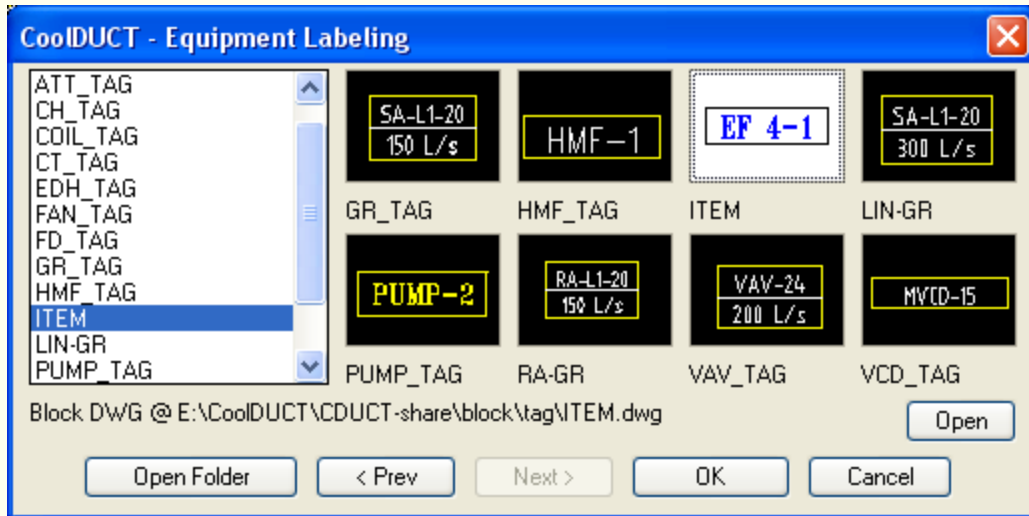 CoolDUCT - Equipment Labeling
ATT_TAG
CH_TAG
COIL_TAG
CT_TAG
EDH_TAG
FAN_TAG
FD_TAG
GR_TAG
HMF_TAG
ITEM
LIN-GR
PUMP_TAG
SA-L1-20
150 L/s
GR_TAG
HMF-1
HMF_TAG
EF 4-1
ITEM
SA-L1-20
300 L/s
LIN-GR
PUMP-2
PUMP_TAG
RA-L1-20
150 L/s
RA-GR
VAV-24
200 L/s
VAV_TAG
MVCD-15
VCD_TAG
Block DWG @ E:\CoolDUCT\CDUCT-share\block\tag\ITEM.dwg
Open
Open Folder
< Prev
Next >
OK
Cancel